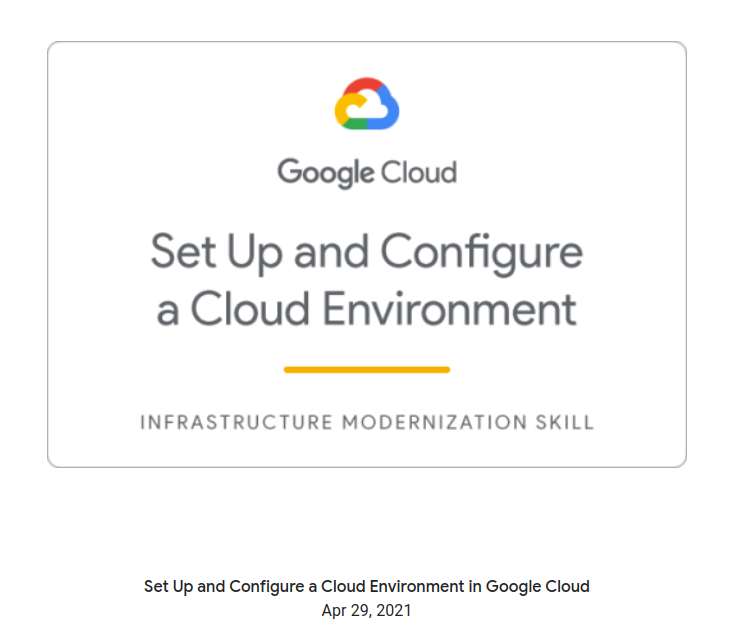 Google Cloud
Set Up and Configure
a Cloud Environment
INFRASTRUCTURE MODERNIZATION SKILL
Set Up and Configure a Cloud Environment in Google Cloud
Apr 29, 2021